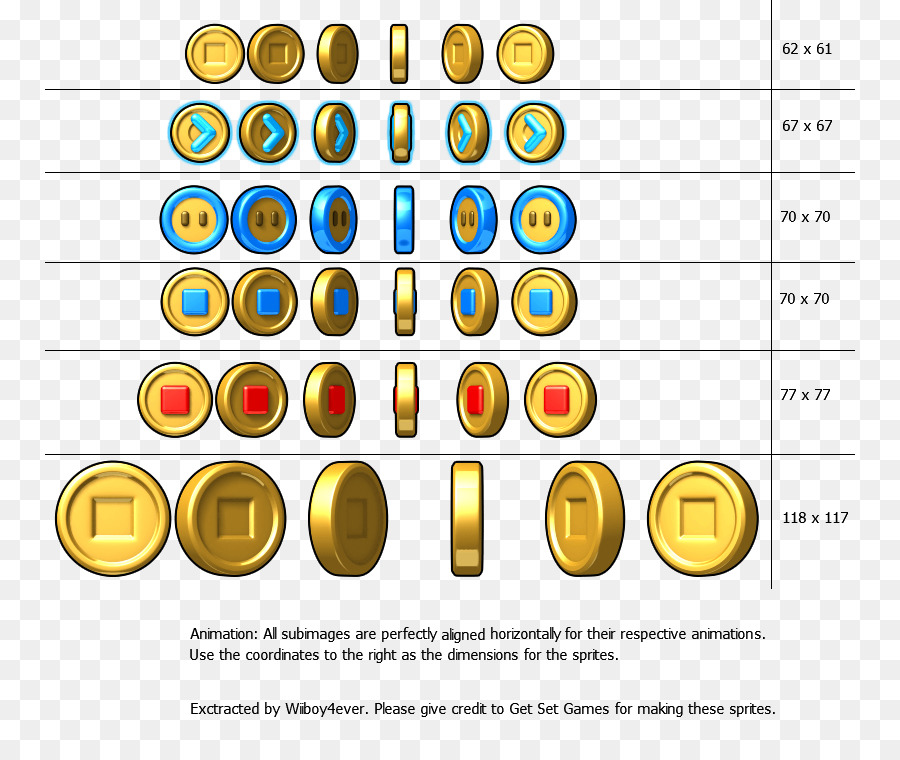 62 x 61
67 x 67
70 x 70
70 x 70
77 x 77
118 x 117
Animation: All subimages are perfectly aligned horizontally for their respective animations.
Use the coordinates to the right as the dimensions for the sprites.
Exctracted by Wiiboy4ever. Please give credit to Get Set Games for making these sprites.